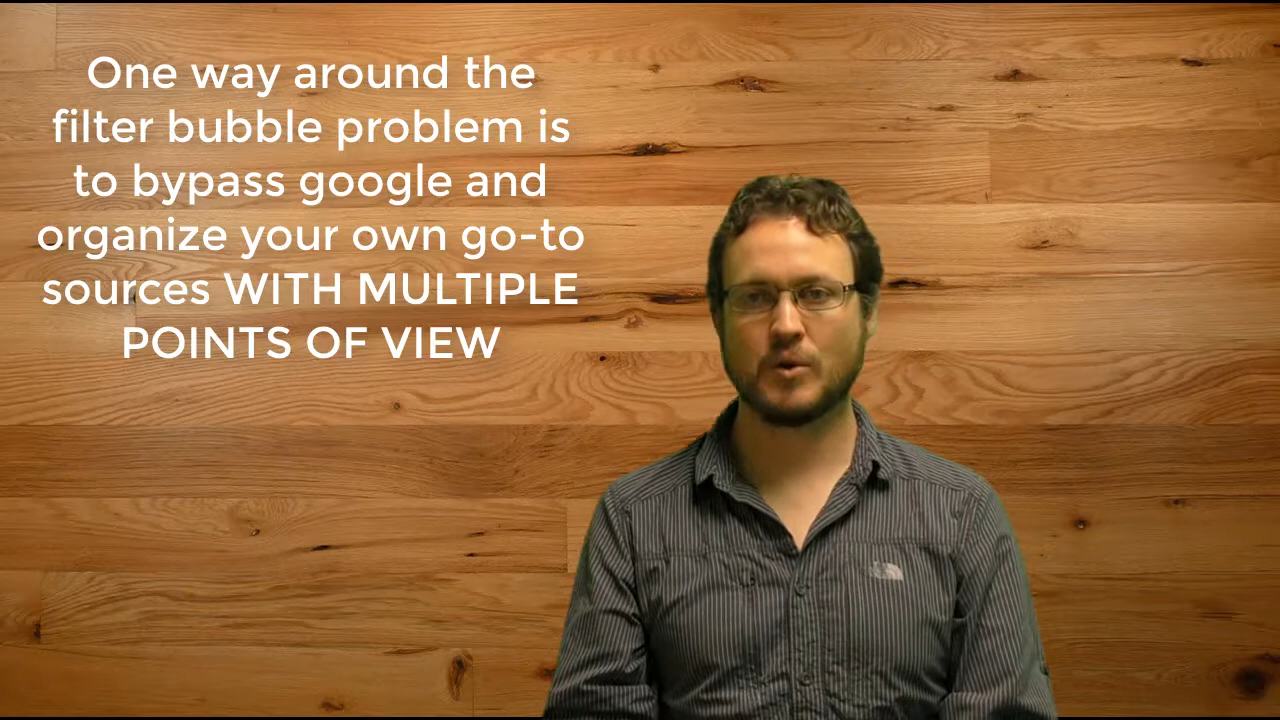 One way around the
filter bubble problem is
to bypass google and
organize your own go-to
sources WITH MULTIPLE
POINTS OF VIEW